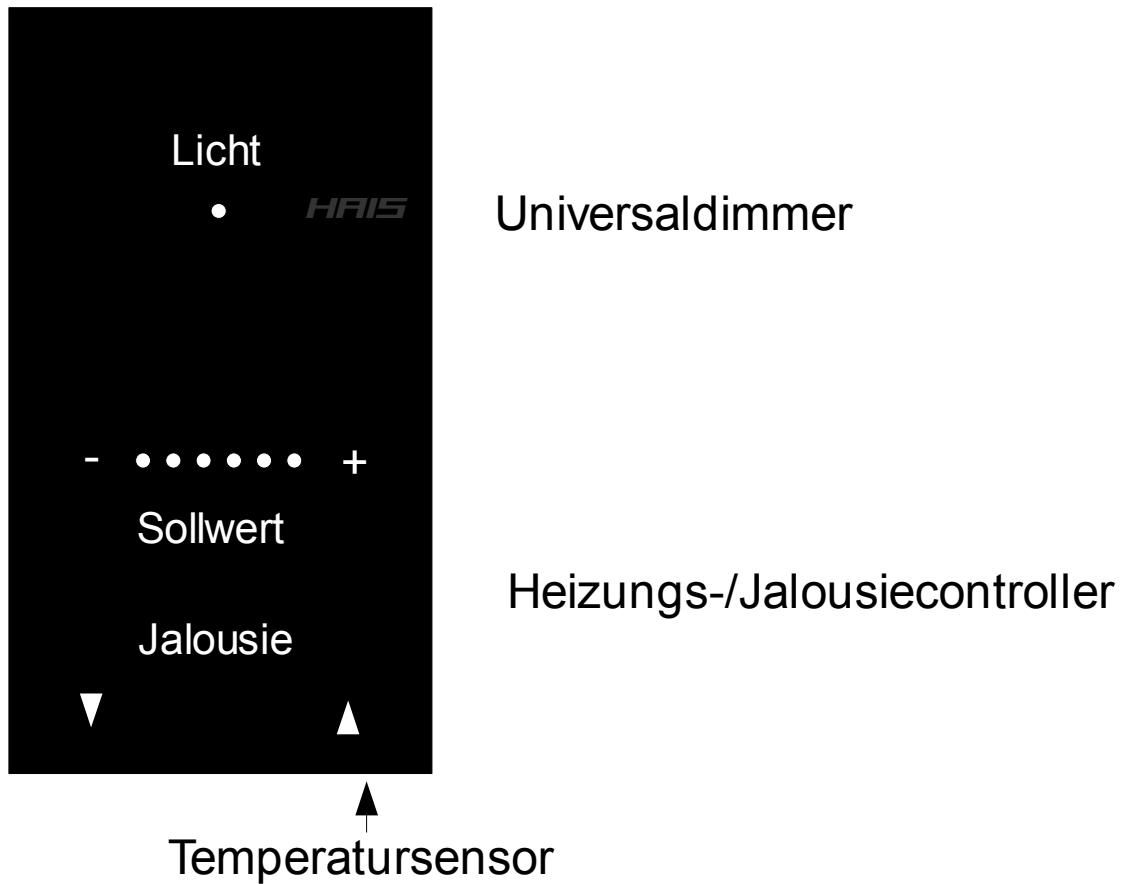 Licht
HAIS
Universaldimmer
- +
Sollwert
Heizungs-/Jalousiecontroller
Jalousie
Temperatursensor